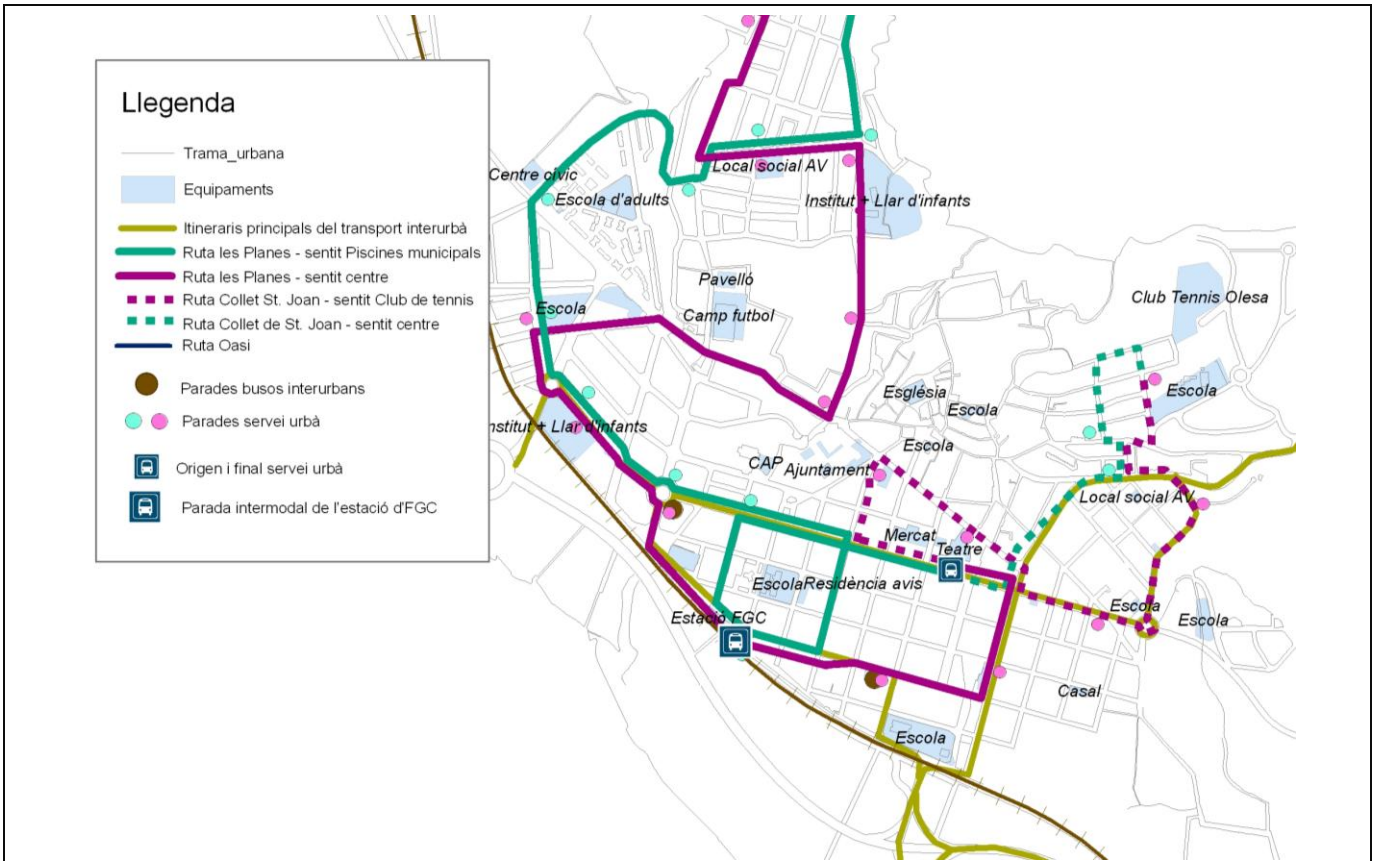 Llegenda
Trama_urbana
Equipaments
Itineraris principals del transport interurbà
Ruta les Planes - sentit Piscines municipals
Ruta les Planes - sentit centre
Ruta Collet St. Joan - sentit Club de tennis
Ruta Collet de St. Joan - sentit centre
Ruta Oasi
Parades busos interurbans
Parades servei urbà
Origen i final servei urbà
Parada intermodal de l'estació d'FGC
Local social AV
Centre cívic
Escola d'adults
Institut + Llar d'infants
Pavelló
Club Tennis Olesa
Escola
Camp futbol
Església
Escola
Escola
nstitut + Llar d'infants
Escola
CAP
Ajuntament
Local social AV
Mercat
Teatre
Escola
Residència avis
Escola
Escola
Estació FGC
Casal
Escola